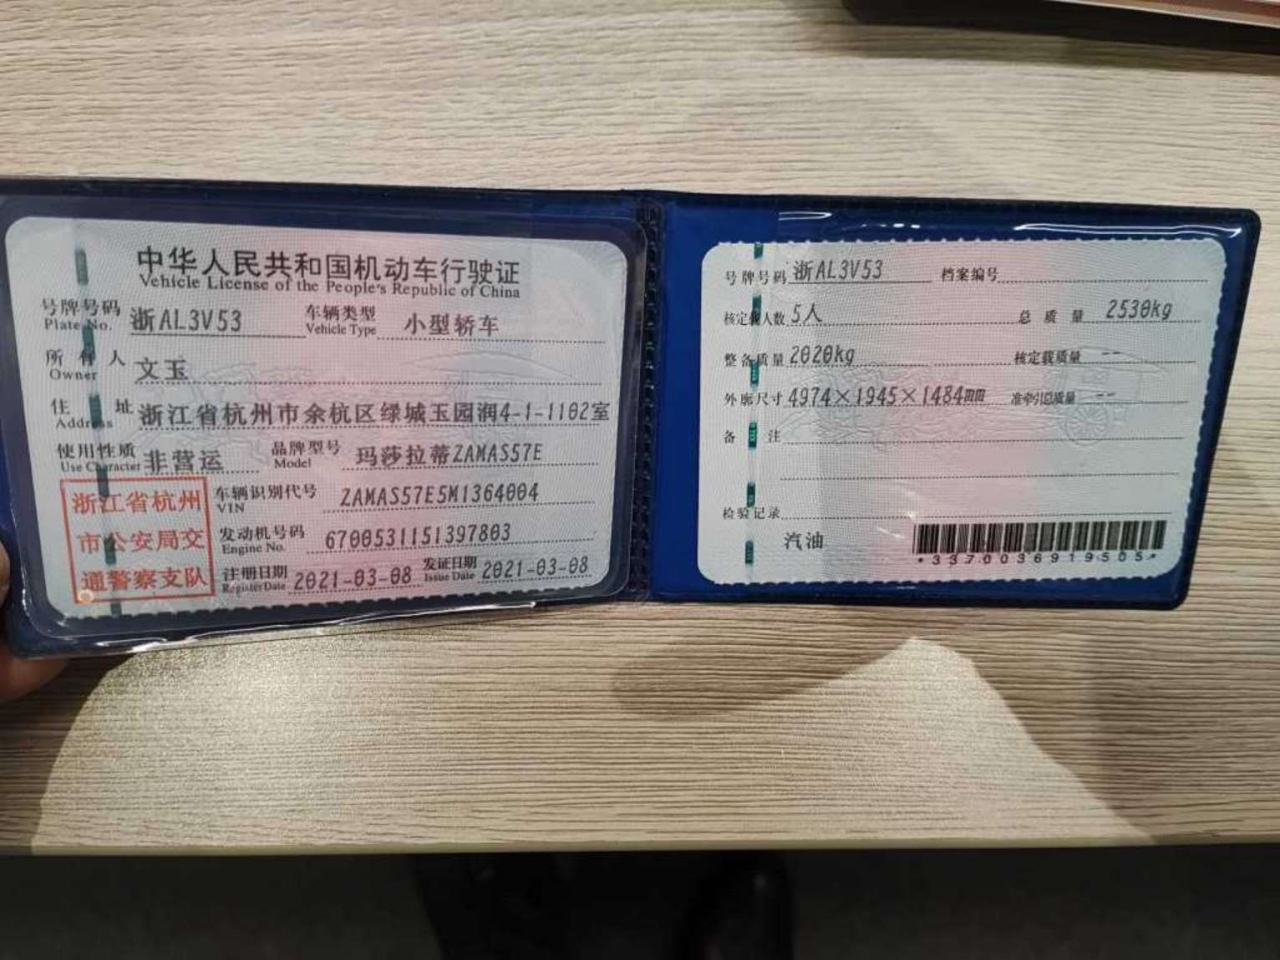 中华人民共和国机动车行驶证
Vehicle License of the People's Republic of China
号牌号码 浙AL3V53 车辆类型 小型轿车
Plate No. Vehicle Type
所有人 文玉
Owner
住址 浙江省杭州市余杭区绿城玉园润4-1-1102室
Address
使用性质 非营运 品牌型号 玛莎拉蒂ZAMAS57E
Use Character Model
浙江省杭州
市公安局交
通警察支队
车辆识别代号 ZAMAS57E5M1364004
VIN
发动机号码 67005311151397803
Engine No.
注册日期 2021-03-08 发证日期 2021-03-08
Register Date Issue Date
号牌号码 浙AL3V53 档案编号
核定载人数 5人 总质量 2530kg
整备质量 2020kg 核定载质量 --
外廓尺寸 4974×1945×1484mm 准牵引总质量 --
备注
检验记录
汽油
*3370036919505*